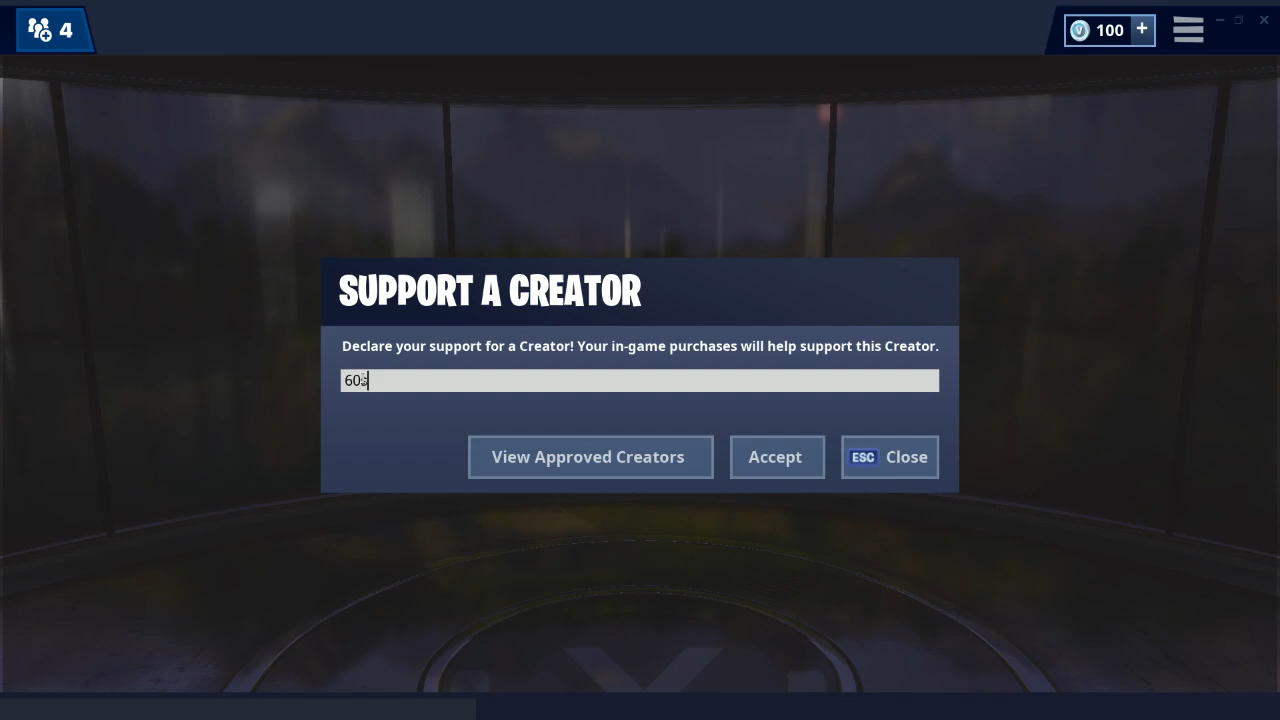 4
100 +
SUPPORT A CREATOR
Declare your support for a Creator! Your in-game purchases will help support this Creator.
60s
View Approved Creators
Accept
ESC Close